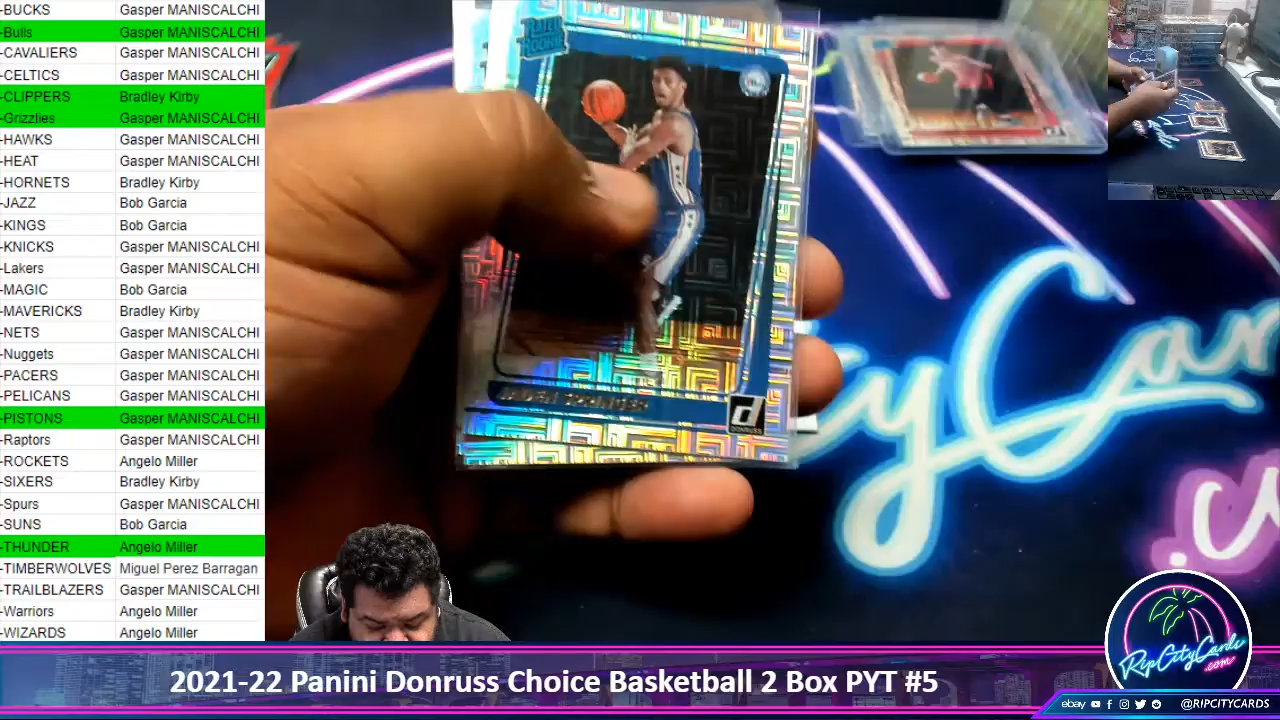 -BUCKS Gasper MANISCALCHI
-Bulls Gasper MANISCALCHI
-CAVALIERS Gasper MANISCALCHI
-CELTICS Gasper MANISCALCHI
-CLIPPERS Bradley Kirby
-Grizzlies Gasper MANISCALCHI
-HAWKS Gasper MANISCALCHI
-HEAT Gasper MANISCALCHI
-HORNETS Bradley Kirby
-JAZZ Bob Garcia
-KINGS Bob Garcia
-KNICKS Gasper MANISCALCHI
-Lakers Gasper MANISCALCHI
-MAGIC Bob Garcia
-MAVERICKS Bradley Kirby
-NETS Gasper MANISCALCHI
-Nuggets Gasper MANISCALCHI
-PACERS Gasper MANISCALCHI
-PELICANS Gasper MANISCALCHI
-PISTONS Gasper MANISCALCHI
-Raptors Gasper MANISCALCHI
-ROCKETS Angelo Miller
-SIXERS Bradley Kirby
-Spurs Gasper MANISCALCHI
-SUNS Bob Garcia
-THUNDER Angelo Miller
-TIMBERWOLVES Miguel Perez Barragan
-TRAILBLAZERS Gasper MANISCALCHI
-Warriors Angelo Miller
-WIZARDS Angelo Miller
RATED
ROOKIE
d
2021-22 Panini Donruss Choice Basketball 2 Box PYT #5
RipCityCards
.com
ebay @RIPCITYCARDS